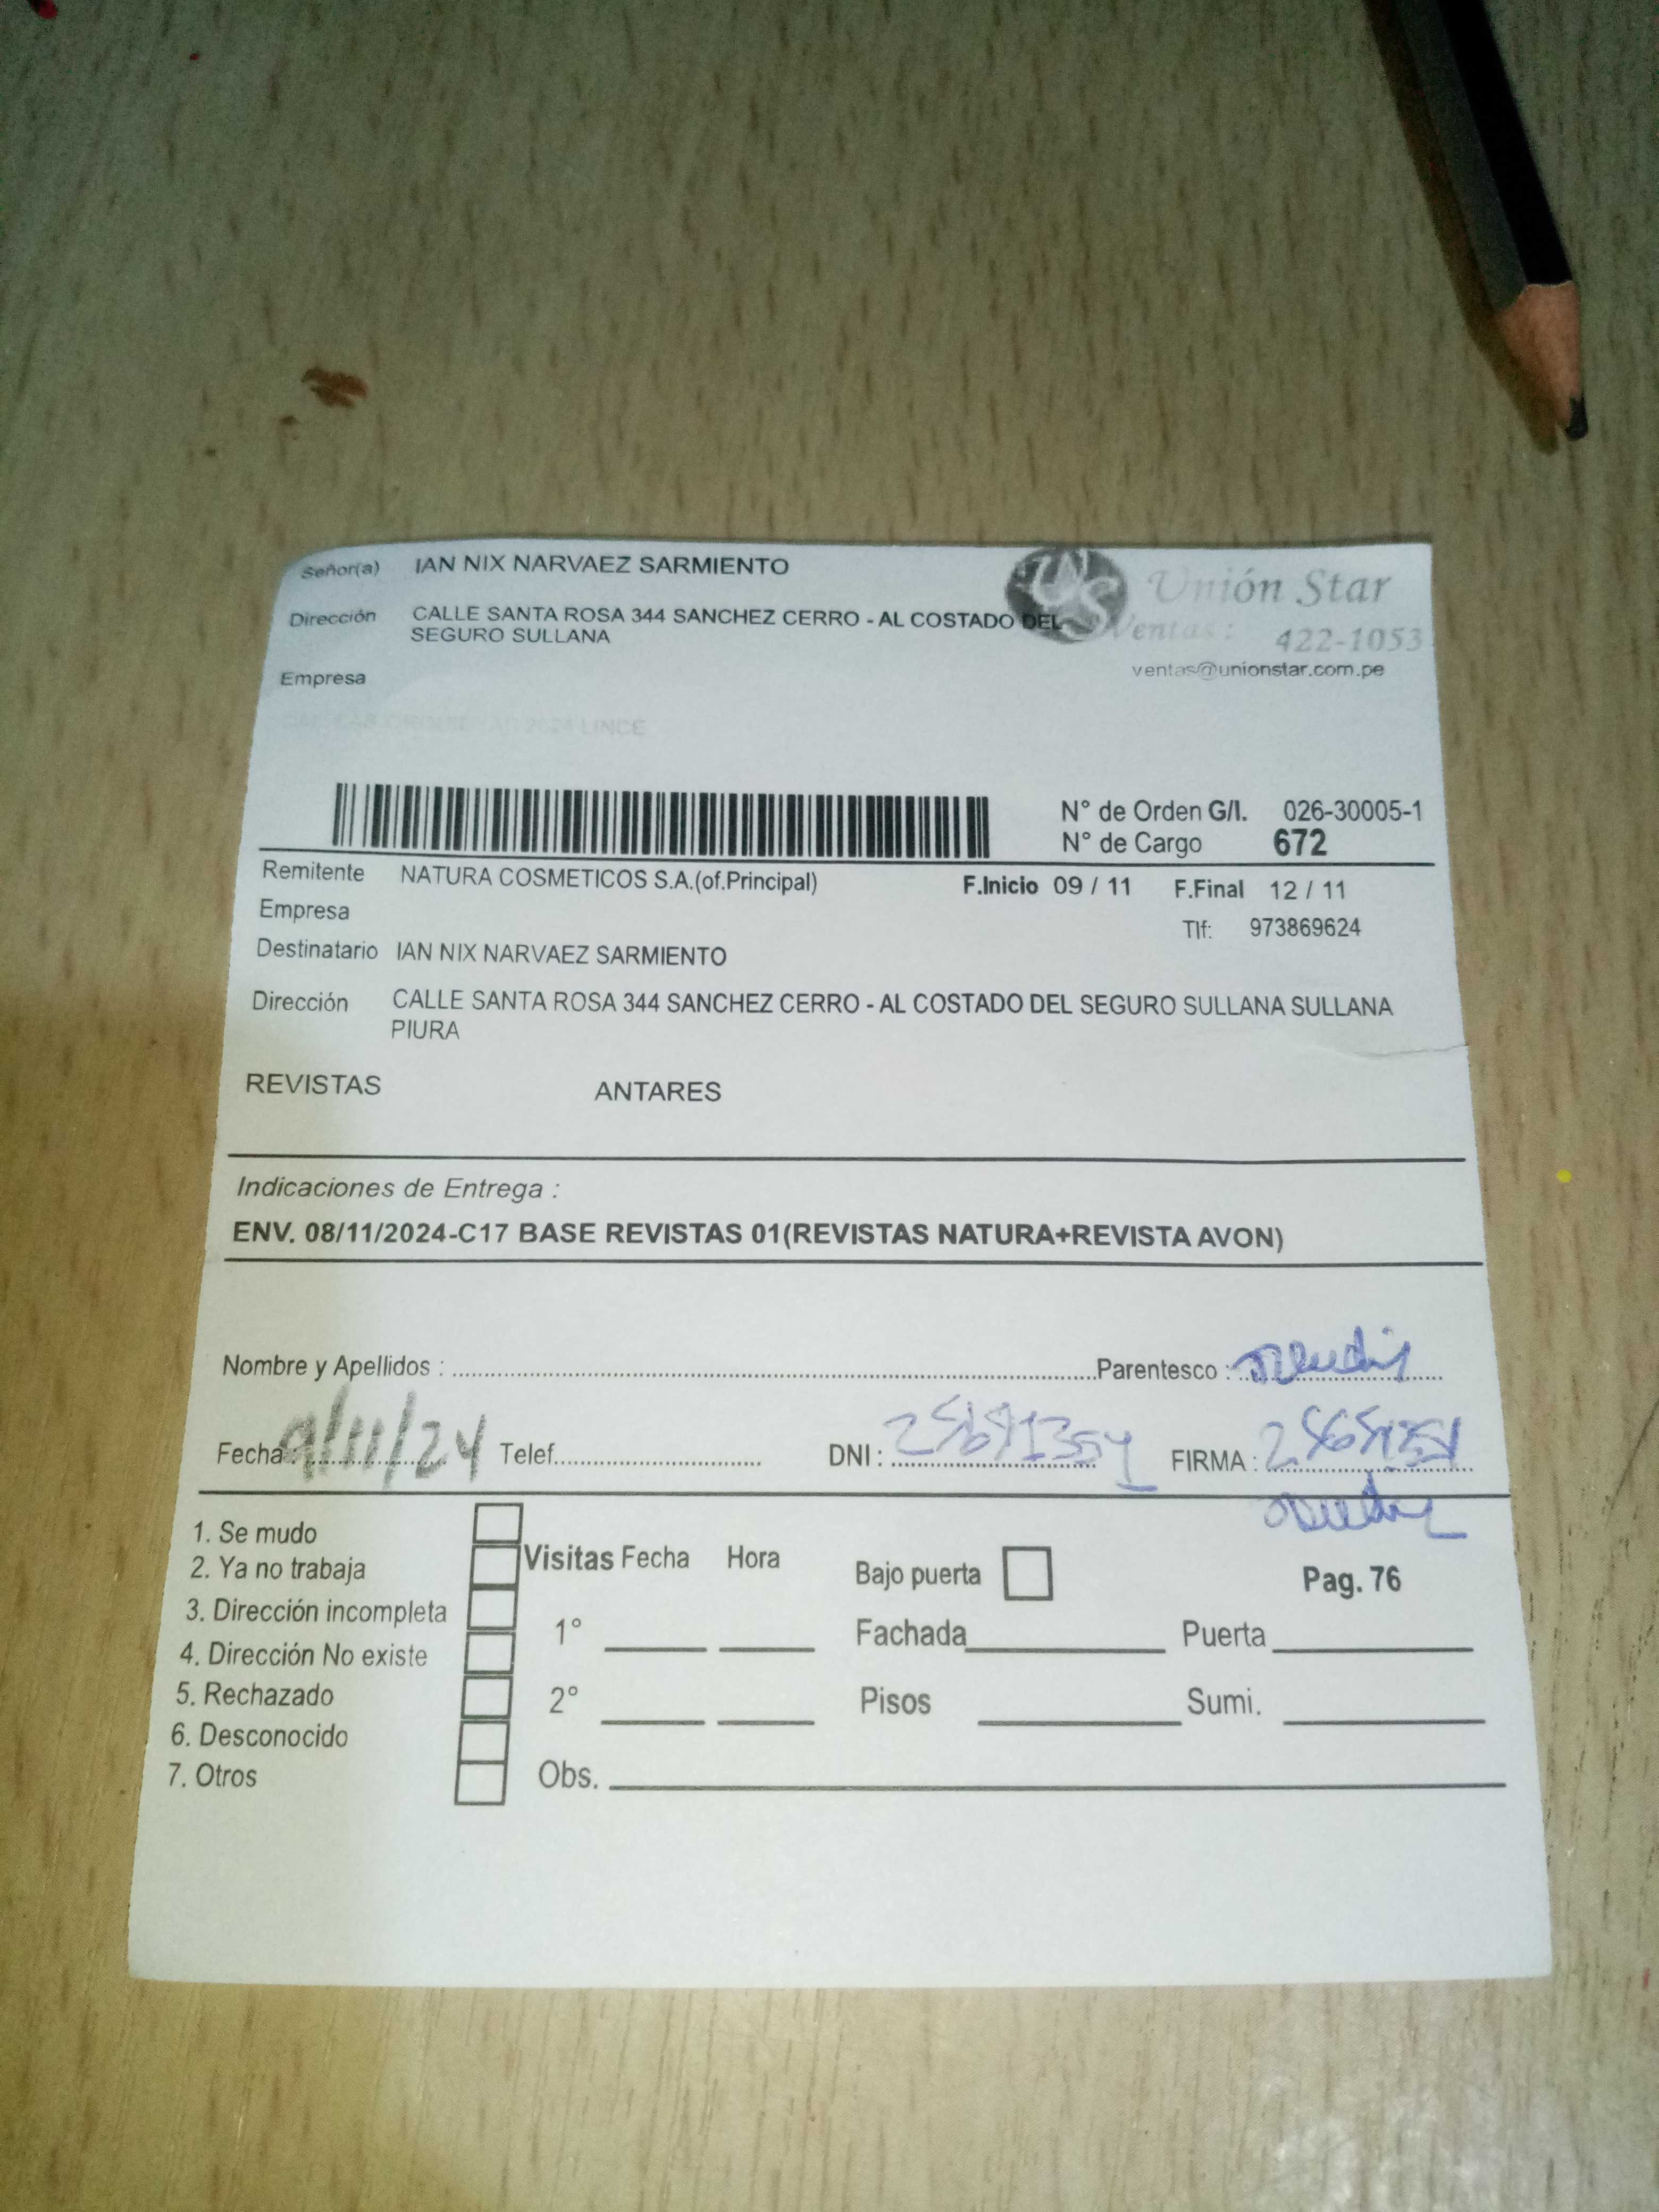 Señor(a) IAN NIX NARVAEZ SARMIENTO
Unión Star
Dirección CALLE SANTA ROSA 344 SANCHEZ CERRO - AL COSTADO DEL
SEGURO SULLANA
Ventas : 422-1053
ventas@unionstar.com.pe
Empresa
2024 LINCE
N° de Orden G/I. 026-30005-1
N° de Cargo 672
Remitente NATURA COSMETICOS S.A.(of.Principal) F.Inicio 09 / 11 F.Final 12 / 11
Empresa
Tlf: 973869624
Destinatario IAN NIX NARVAEZ SARMIENTO
Dirección CALLE SANTA ROSA 344 SANCHEZ CERRO - AL COSTADO DEL SEGURO SULLANA SULLANA
PIURA
REVISTAS ANTARES
Indicaciones de Entrega :
ENV. 08/11/2024-C17 BASE REVISTAS 01(REVISTAS NATURA+REVISTA AVON)
Nombre y Apellidos : Parentesco :
Fecha : 9/11/24 Telef. DNI : FIRMA :
1. Se mudo
2. Ya no trabaja
3. Dirección incompleta
4. Dirección No existe
5. Rechazado
6. Desconocido
7. Otros
Visitas Fecha Hora
1°
2°
Obs.
Bajo puerta Pag. 76
Fachada Puerta
Pisos Sumi.